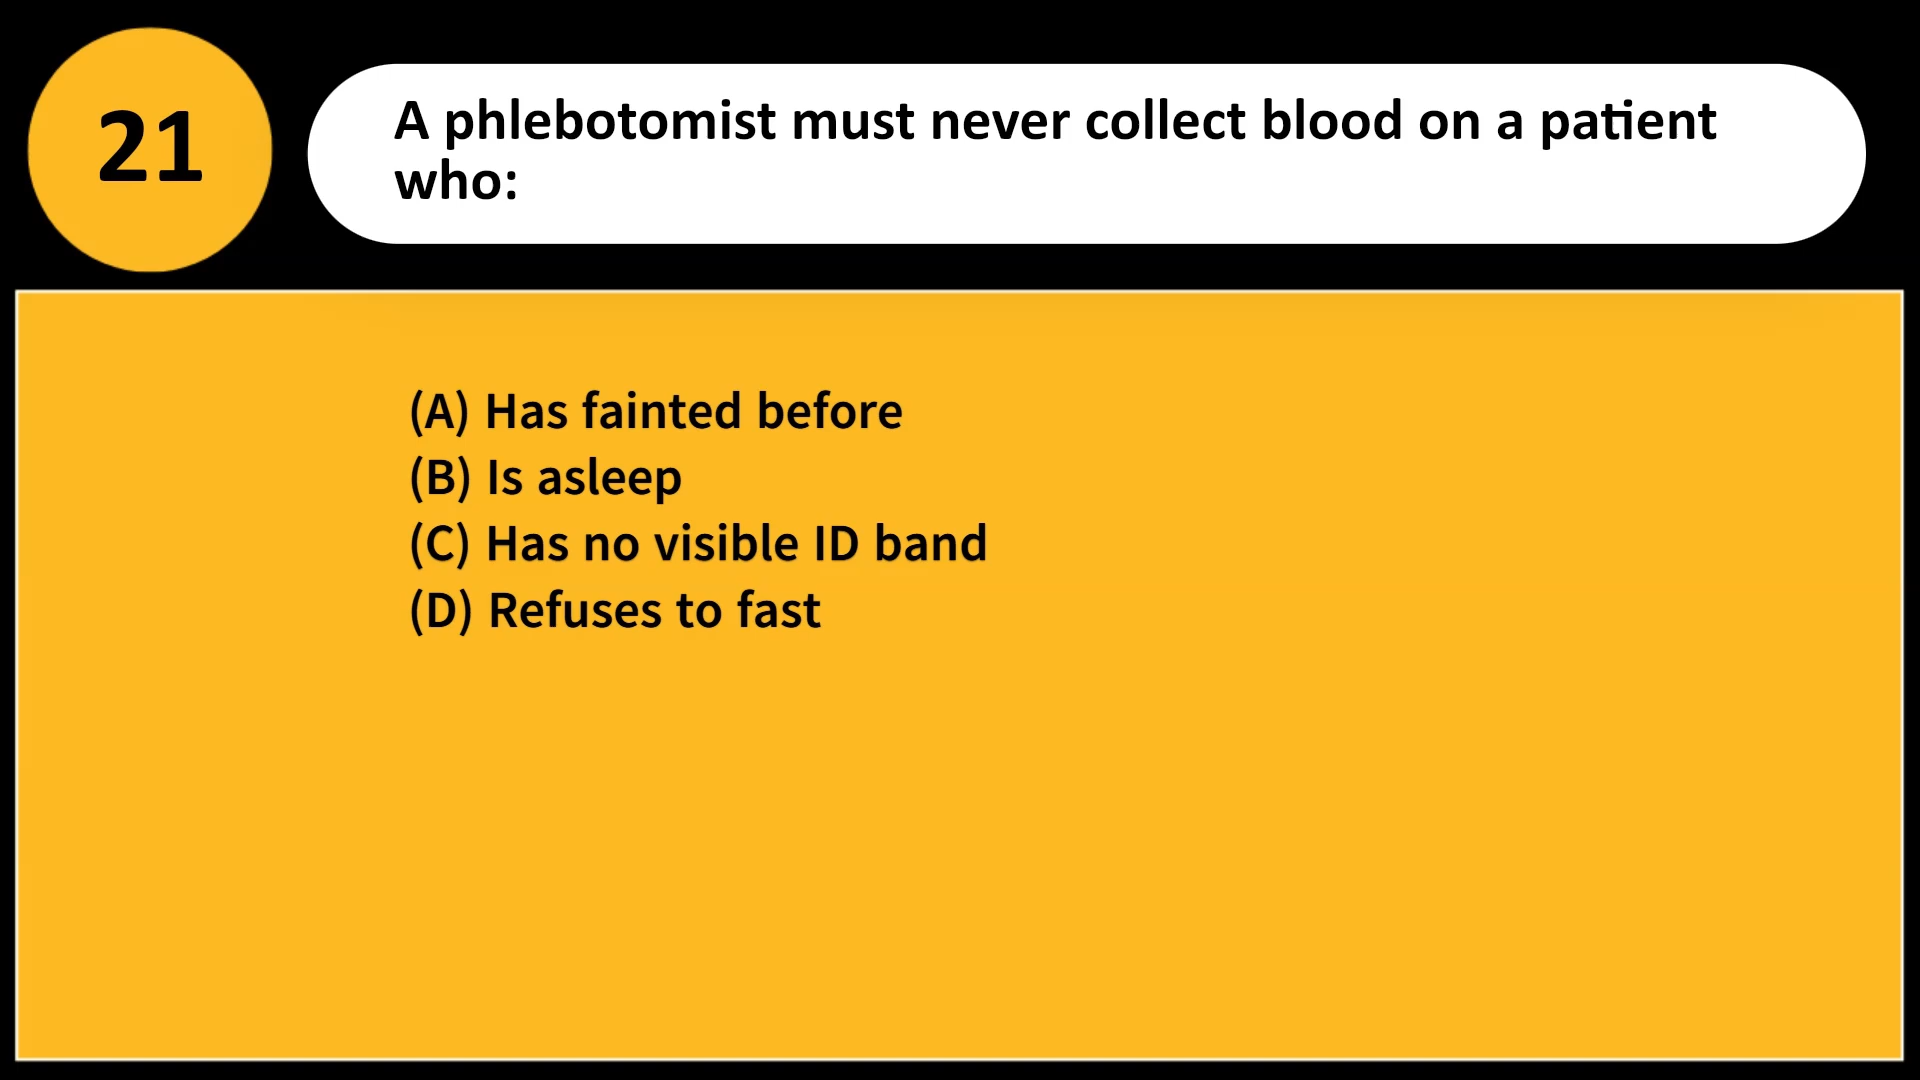 21
A phlebotomist must never collect blood on a patient
who:
(A) Has fainted before
(B) Is asleep
(C) Has no visible ID band
(D) Refuses to fast